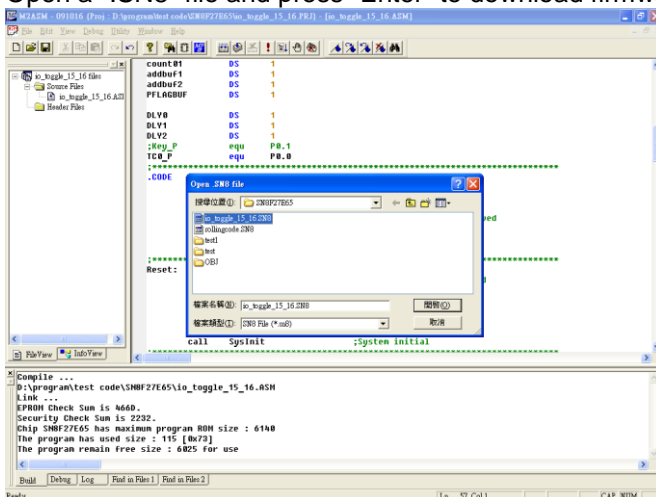 Open a .SN8 file and press "Enter" to download firm
M2ASM - 091016 (Proj : D:\program\test code\SN8F27E65\io_toggle_15_16.PRJ) - [io_toggle_15_16.ASM]
File Edit View Debug Utility Window Help
io_toggle_15_16 files
Source Files
io_toggle_15_16.ASM
Header Files
FileView InfoView
count01 DS 1
addbuf1 DS 1
addbuf2 DS 1
PFLAGBUF DS 1
DLY0 DS 1
DLY1 DS 1
DLY2 DS 1
;Key_P equ P0.1
TC0_P equ P0.0
.CODE
Reset:
call SysInit ;System initial
Open .SN8 file
搜尋位置(I): SN8F27E65
io_toggle_15_16.SN8
rollingcode.SN8
test1
test
OBJ
檔案名稱(N): io_toggle_15_16.SN8 開啟(O)
檔案類型(T): SN8 File (*.sn8) 取消
Compile ...
D:\program\test code\SN8F27E65\io_toggle_15_16.ASM
Link ...
EPROM Check Sum is 466D.
Security Check Sum is 2232.
Chip SN8F27E65 has maximum program ROM size : 6140
The program has used size : 115 [0x73]
The program remain free size : 6025 for use
Build Debug Log Find in Files 1 Find in Files 2
Ready Ln 57, Col 1 CAP NUM